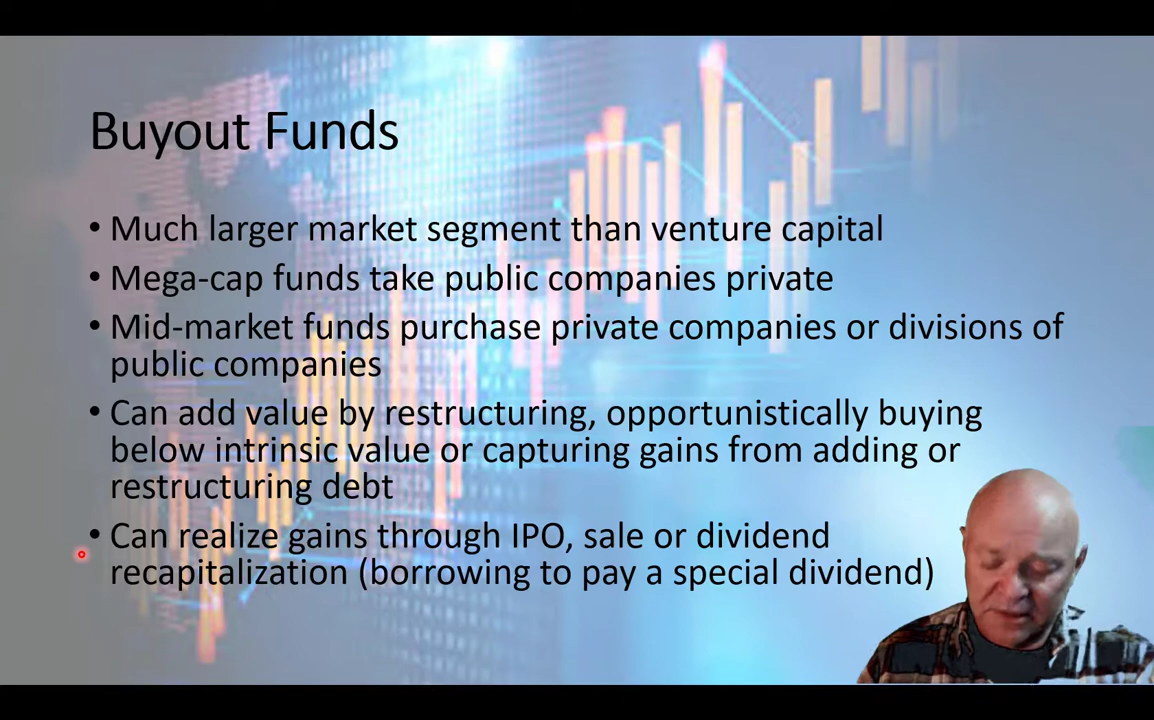 Buyout Funds
• Much larger market segment than venture capital
• Mega-cap funds take public companies private
• Mid-market funds purchase private companies or divisions of
public companies
• Can add value by restructuring, opportunistically buying
below intrinsic value or capturing gains from adding or
restructuring debt
• Can realize gains through IPO, sale or dividend
recapitalization (borrowing to pay a special dividend)